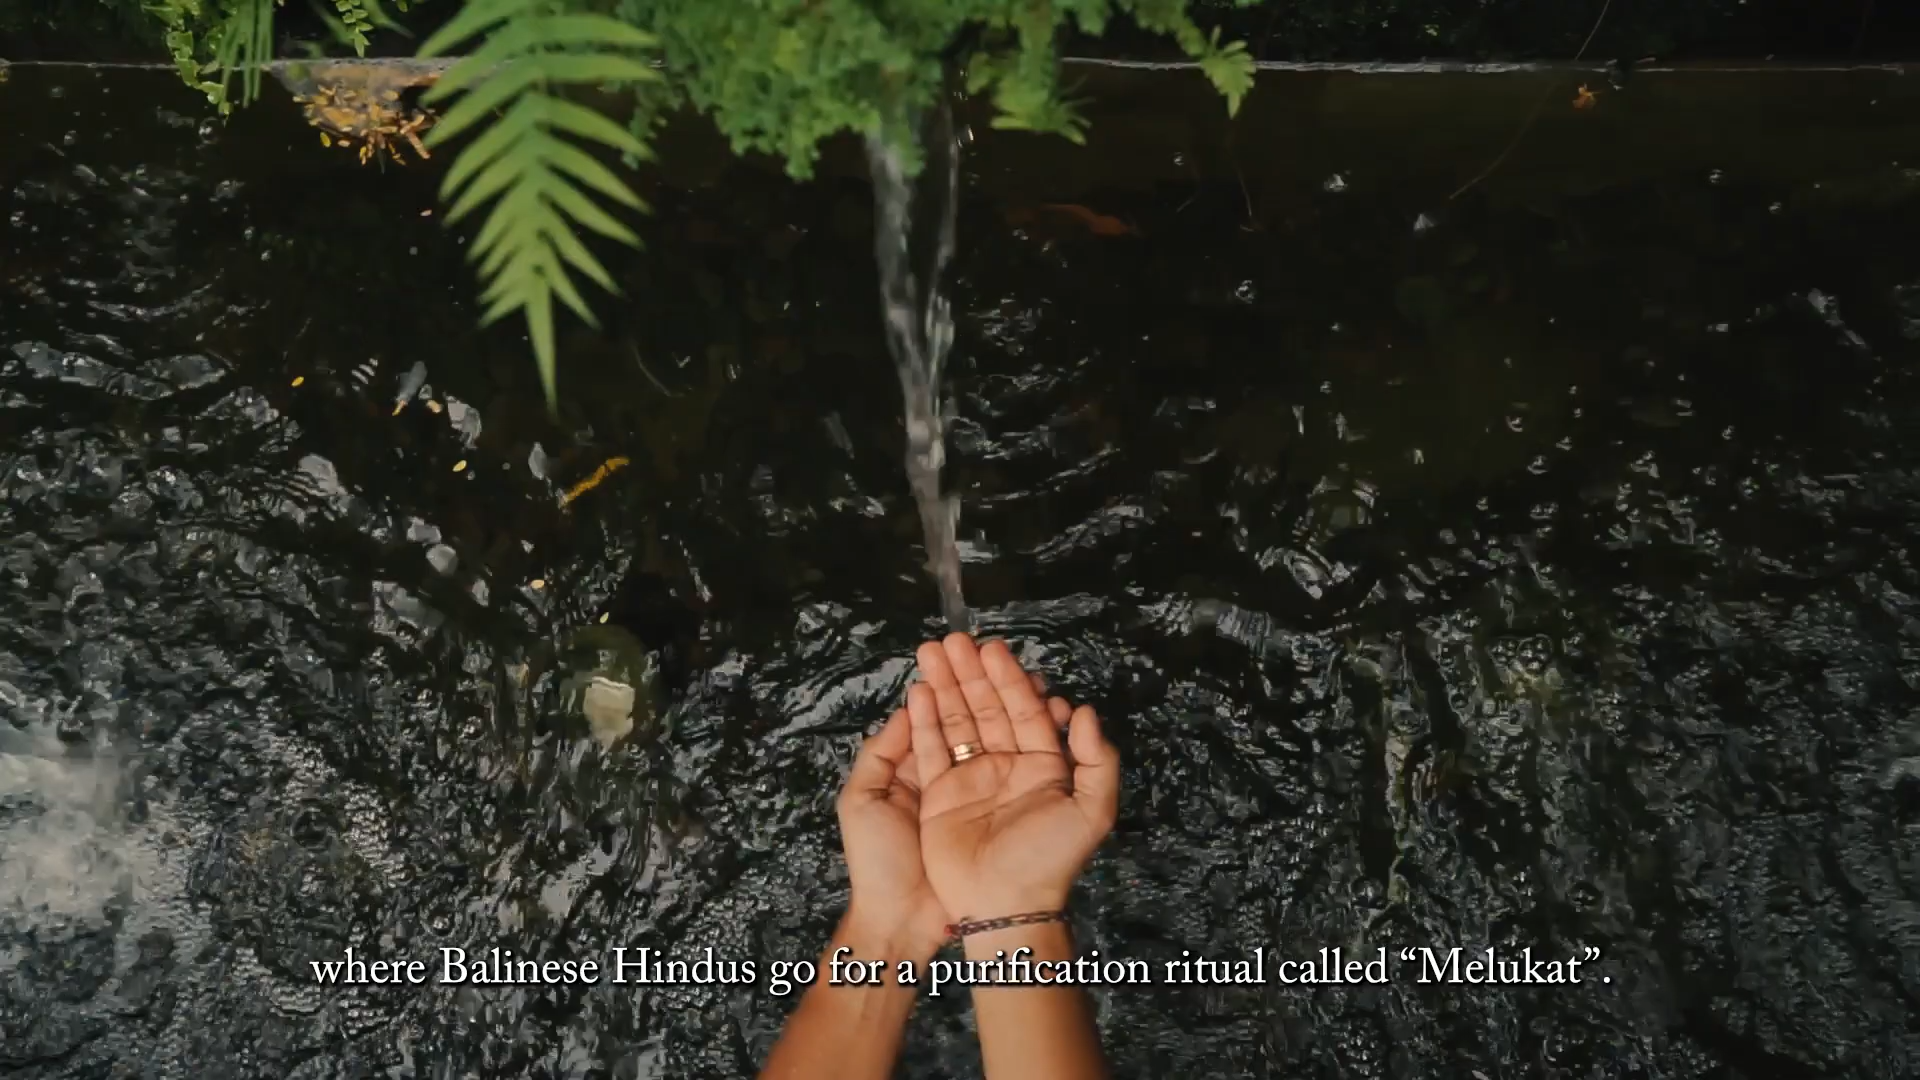 where Balinese Hindus go for a purification ritual called “Melukat”.